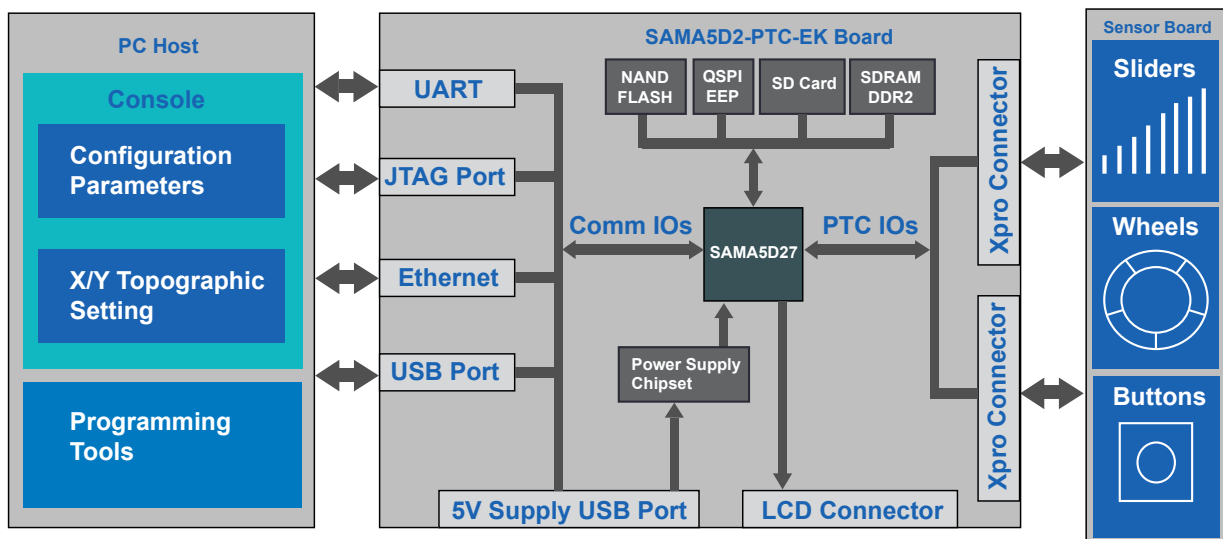 PC Host
Console
Configuration
Parameters
X/Y Topographic
Setting
Programming
Tools
SAMA5D2-PTC-EK Board
UART
JTAG Port
Ethernet
USB Port
5V Supply USB Port
LCD Connector
NAND
FLASH
QSPI
EEP
SD Card
SDRAM
DDR2
Comm IOs
SAMA5D27
PTC IOs
Power Supply
Chipset
Xpro Connector
Xpro Connector
Sensor Board
Sliders
Wheels
Buttons